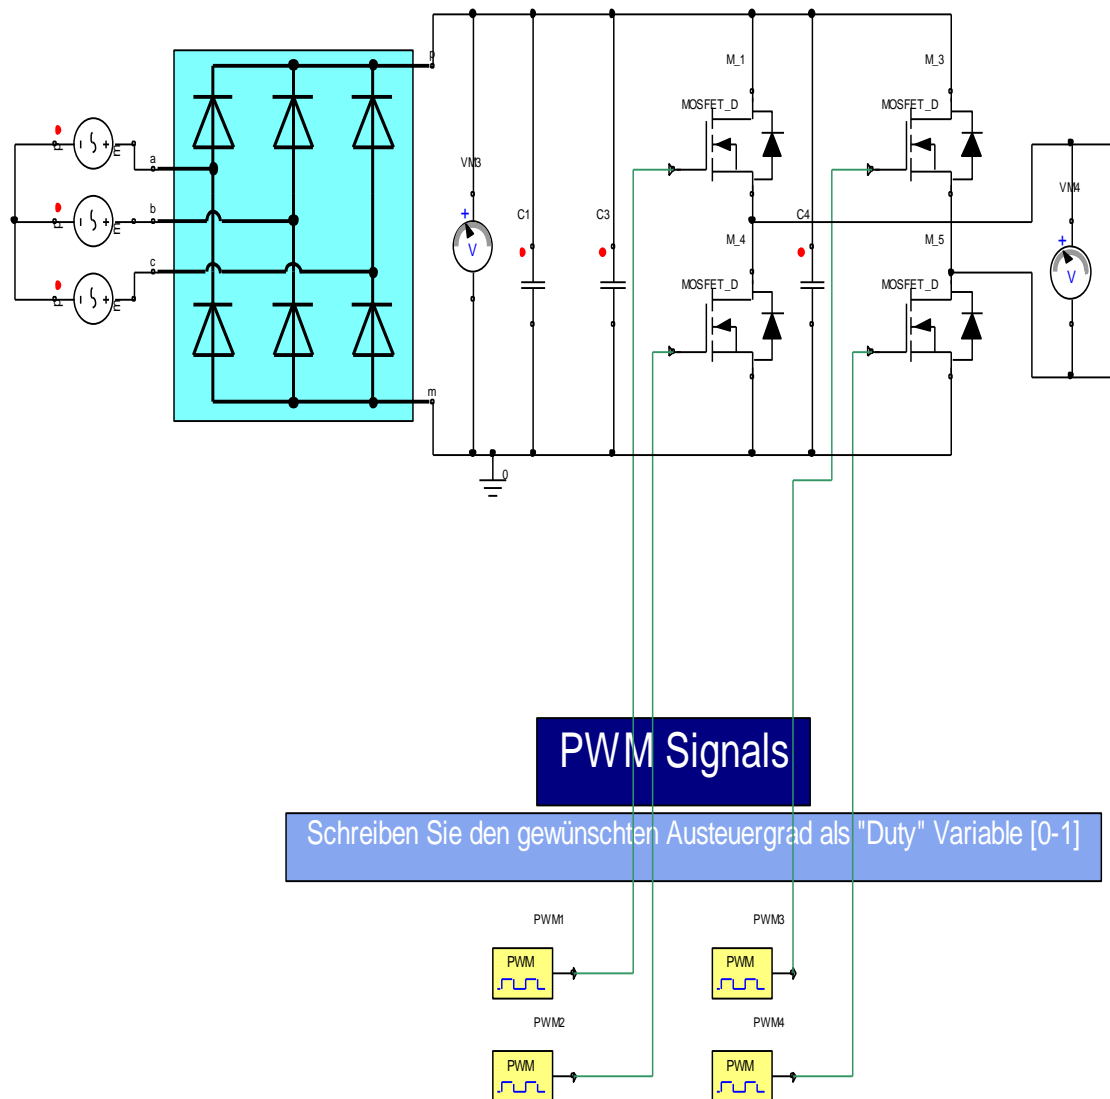 p
M_1
M_3
MOSFET_D
MOSFET_D
a
VM3
VM4
b
C1
C3
C4
M_4
M_5
+
+
V
V
c
MOSFET_D
MOSFET_D
m
0
PWM Signals
Schreiben Sie den gewünschten Austeuergrad als "Duty" Variable [0-1]
PWM1
PWM3
PWM
PWM
PWM2
PWM4
PWM
PWM